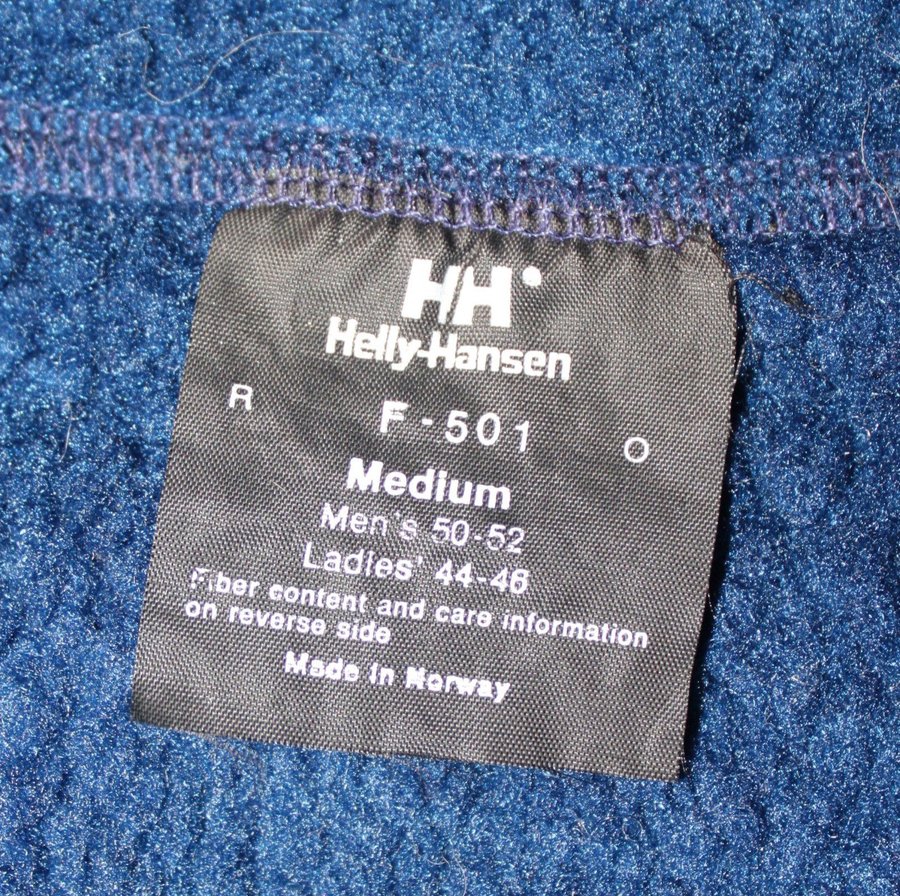 HH
Helly-Hansen
R F-501 O
Medium
Men's 50-52
Ladies' 44-46
Fiber content and care information
on reverse side
Made in Norway